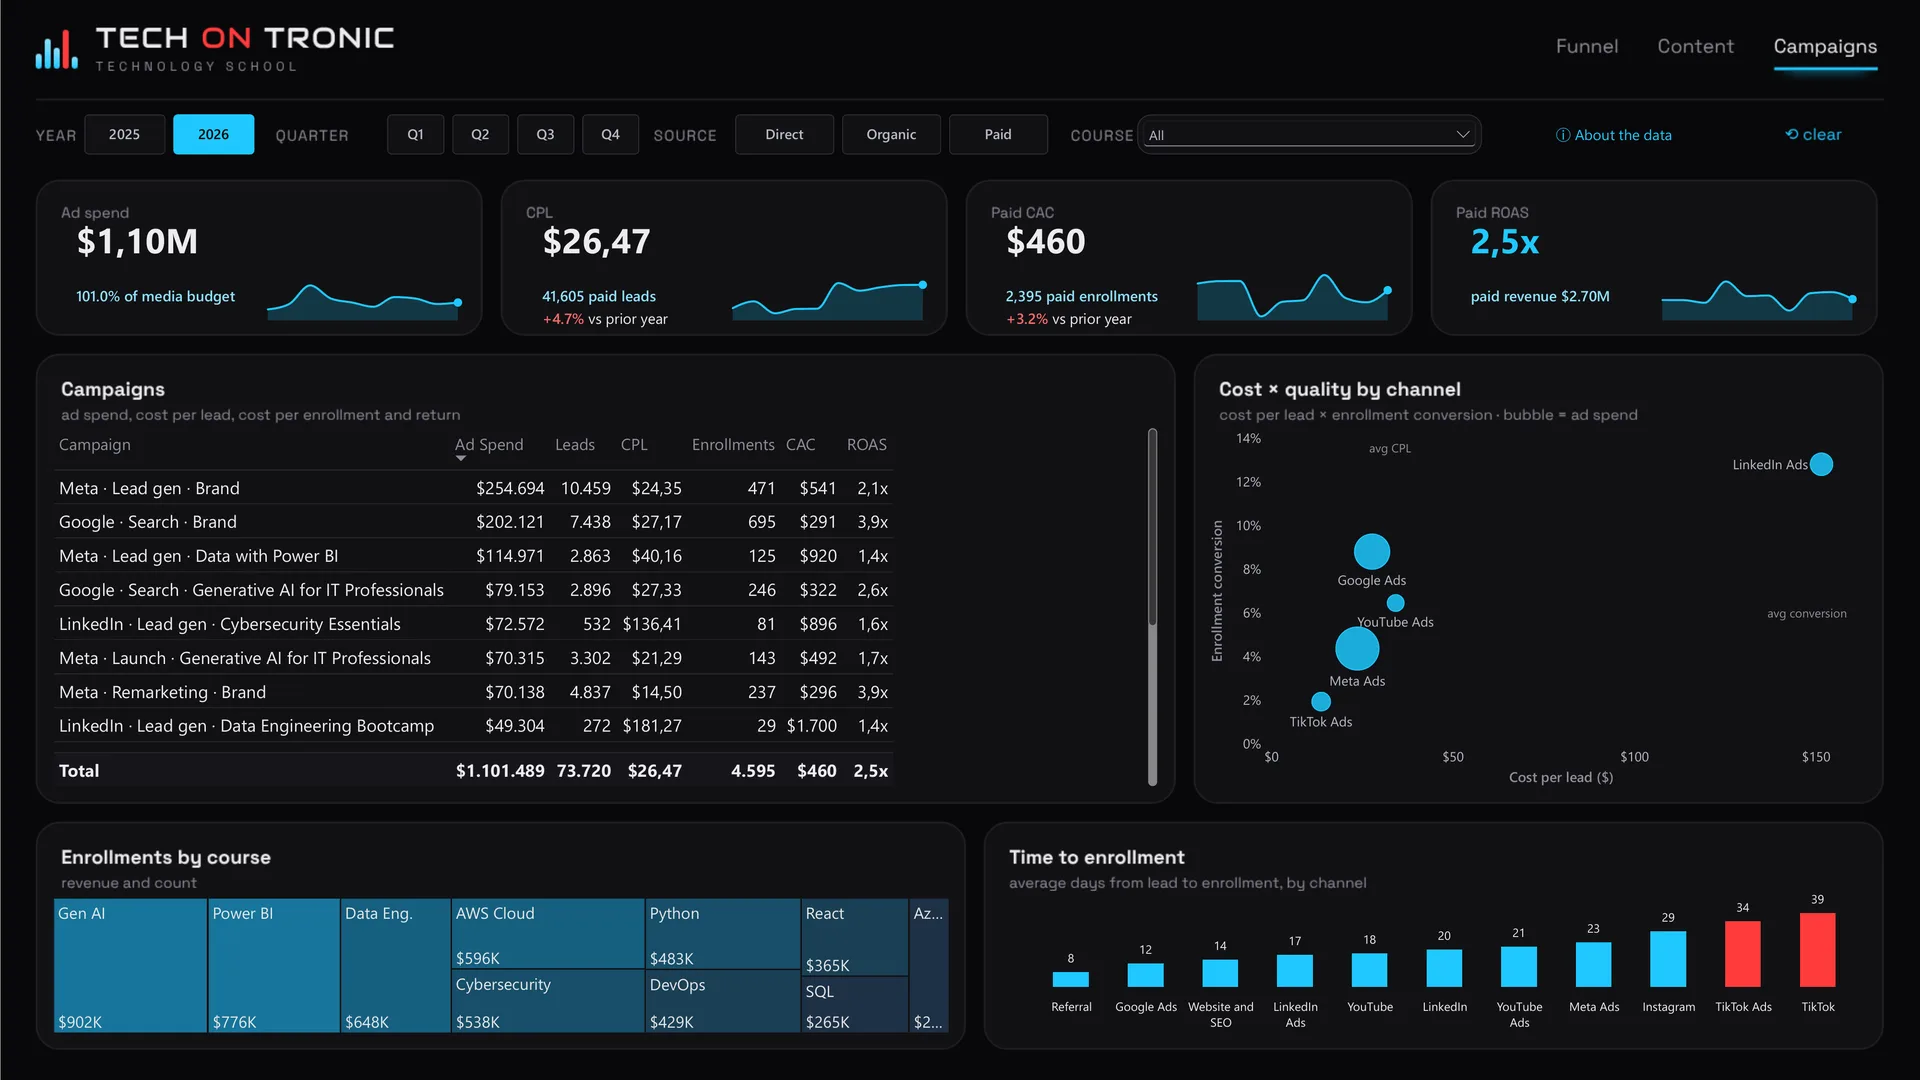 TECH ON TRONIC
TECHNOLOGY SCHOOL
Funnel Content Campaigns
YEAR 2025 2026 QUARTER Q1 Q2 Q3 Q4 SOURCE Direct Organic Paid COURSE All ⓘ About the data ⟲ clear
Ad spend
$1,10M
101.0% of media budget
CPL
$26,47
41,605 paid leads
+4.7% vs prior year
Paid CAC
$460
2,395 paid enrollments
+3.2% vs prior year
Paid ROAS
2,5x
paid revenue $2.70M
Campaigns
ad spend, cost per lead, cost per enrollment and return
Campaign Ad Spend Leads CPL Enrollments CAC ROAS
Meta · Lead gen · Brand $254.694 10.459 $24,35 471 $541 2,1x
Google · Search · Brand $202.121 7.438 $27,17 695 $291 3,9x
Meta · Lead gen · Data with Power BI $114.971 2.863 $40,16 125 $920 1,4x
Google · Search · Generative AI for IT Professionals $79.153 2.896 $27,33 246 $322 2,6x
LinkedIn · Lead gen · Cybersecurity Essentials $72.572 532 $136,41 81 $896 1,6x
Meta · Launch · Generative AI for IT Professionals $70.315 3.302 $21,29 143 $492 1,7x
Meta · Remarketing · Brand $70.138 4.837 $14,50 237 $296 3,9x
LinkedIn · Lead gen · Data Engineering Bootcamp $49.304 272 $181,27 29 $1.700 1,4x
Total $1.101.489 73.720 $26,47 4.595 $460 2,5x
Cost × quality by channel
cost per lead × enrollment conversion · bubble = ad spend
Enrollment conversion
14%
12%
10%
8%
6%
4%
2%
0%
avg CPL
LinkedIn Ads
Google Ads
YouTube Ads
avg conversion
Meta Ads
TikTok Ads
$0 $50 $100 $150
Cost per lead ($)
Enrollments by course
revenue and count
Gen AI
$902K
Power BI
$776K
Data Eng.
$648K
AWS Cloud
$596K
Cybersecurity
$538K
Python
$483K
DevOps
$429K
React
$365K
SQL
$265K
Az...
$2...
Time to enrollment
average days from lead to enrollment, by channel
8 12 14 17 18 20 21 23 29 34 39
Referral Google Ads Website and SEO LinkedIn Ads YouTube LinkedIn YouTube Ads Meta Ads Instagram TikTok Ads TikTok